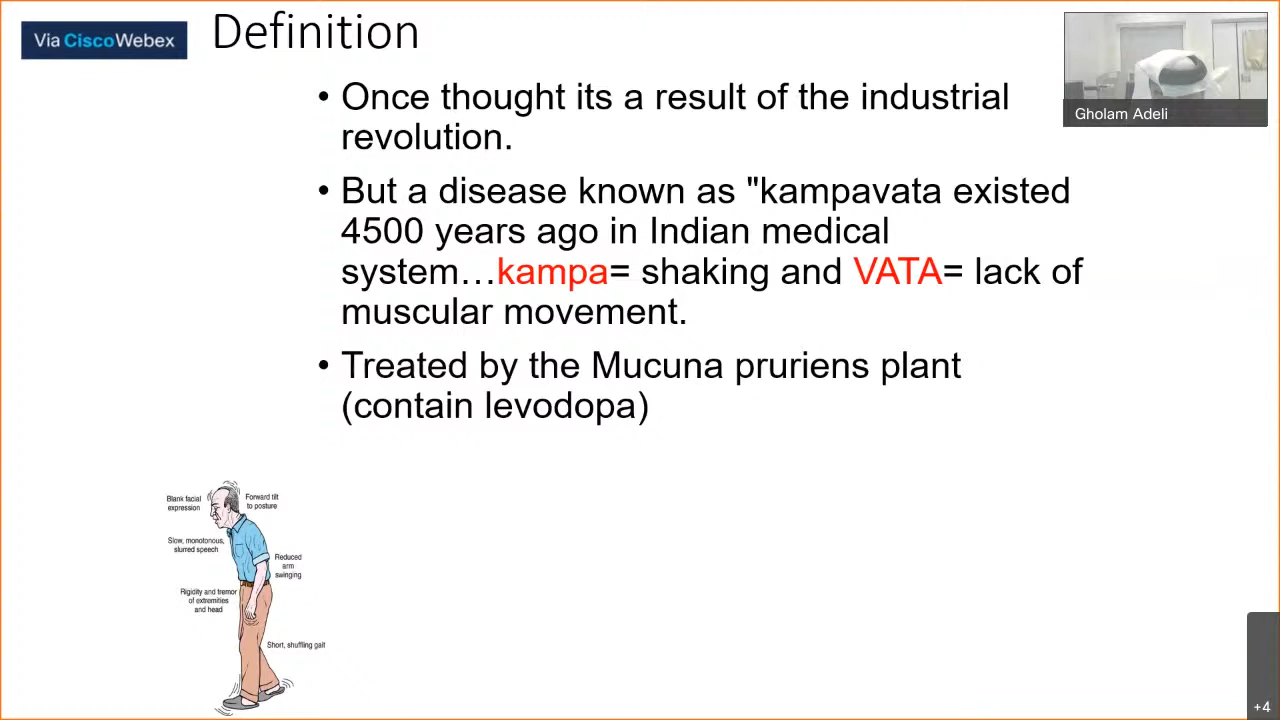 Via CiscoWebex
Definition
Gholam Adeli
• Once thought its a result of the industrial
revolution.
• But a disease known as "kampavata existed
4500 years ago in Indian medical
system…kampa= shaking and VATA= lack of
muscular movement.
• Treated by the Mucuna pruriens plant
(contain levodopa)
Blank facial
expression
Forward tilt
to posture
Slow, monotonous,
slurred speech
Reduced
arm
swinging
Rigidity and tremor
of extremities
and head
Short, shuffling gait
+4